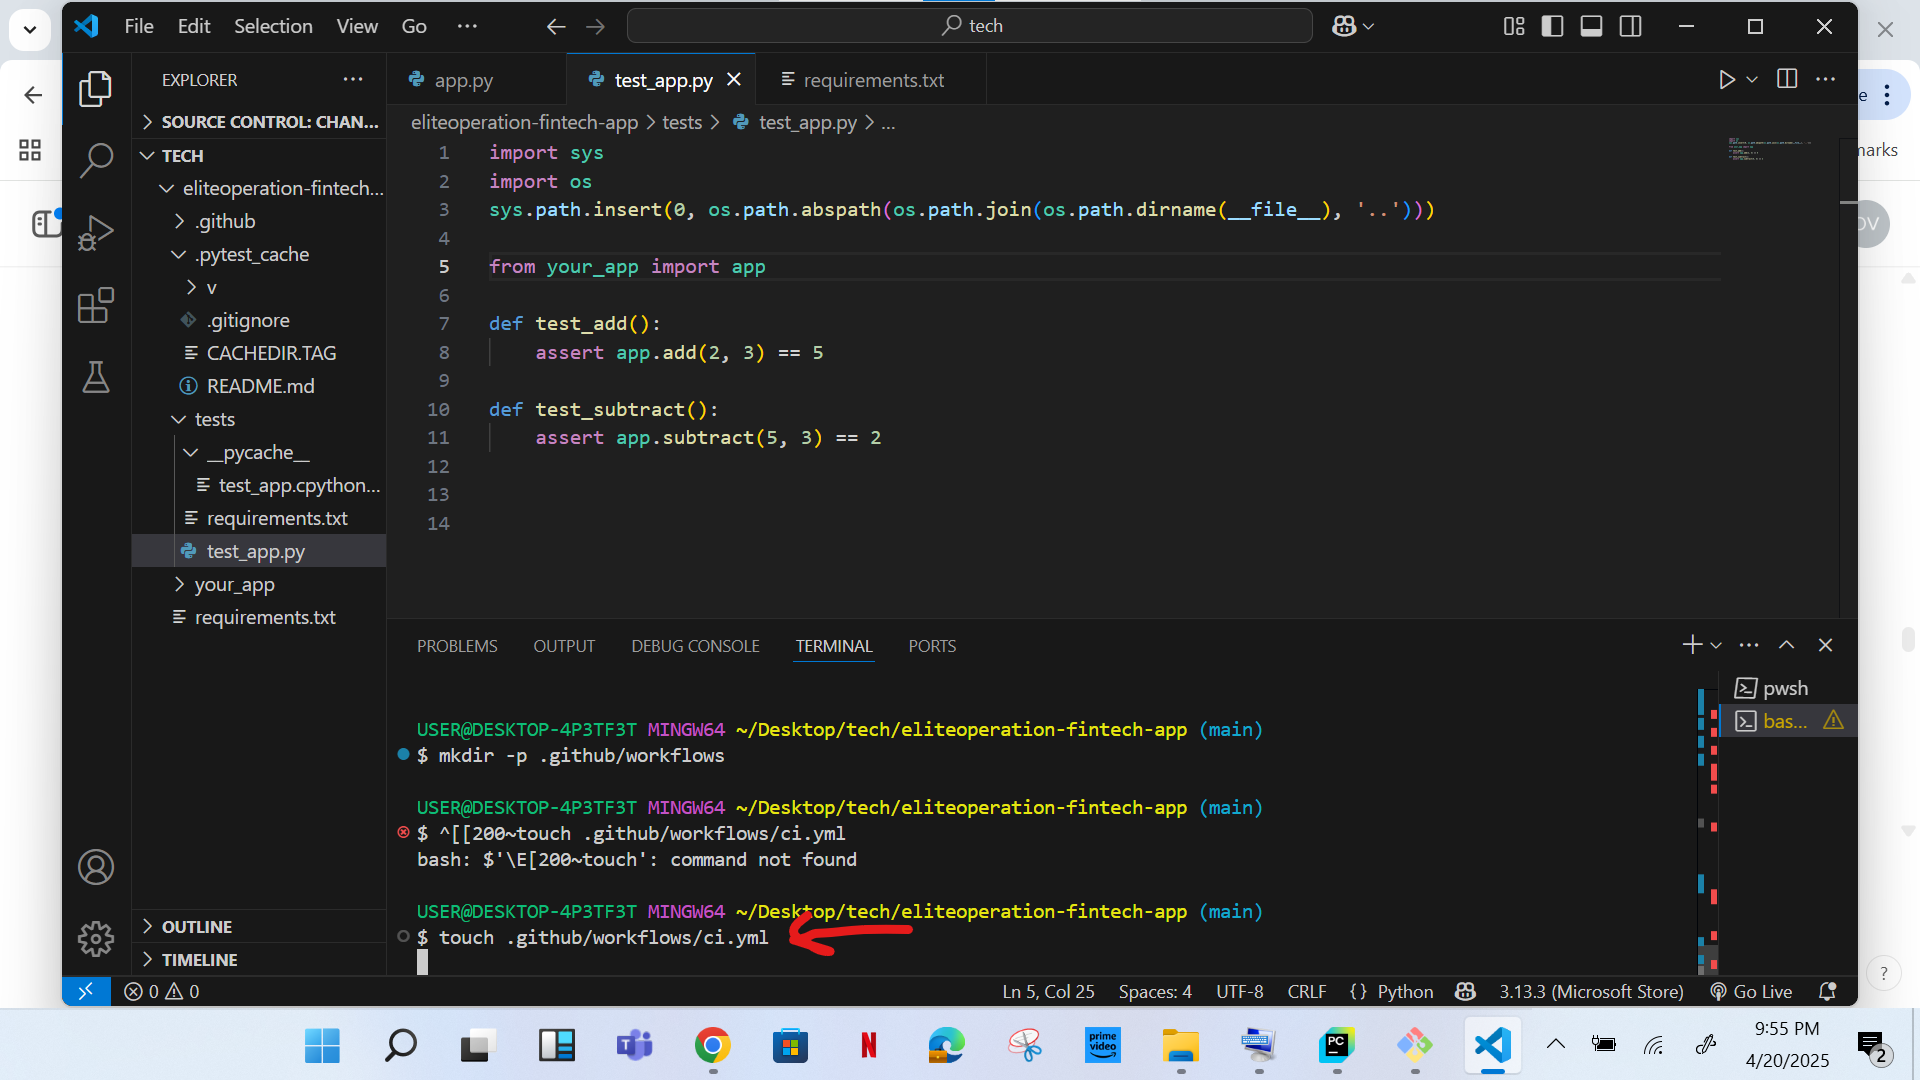 File Edit Selection View Go ··· tech
EXPLORER ···
SOURCE CONTROL: CHAN...
TECH
eliteoperation-fintech...
.github
.pytest_cache
v
.gitignore
CACHEDIR.TAG
README.md
tests
__pycache__
test_app.cpython...
requirements.txt
test_app.py
your_app
requirements.txt
OUTLINE
TIMELINE
app.py test_app.py requirements.txt
eliteoperation-fintech-app > tests > test_app.py > ...
1 import sys
2 import os
3 sys.path.insert(0, os.path.abspath(os.path.join(os.path.dirname(__file__), '..')))
4
5 from your_app import app
6
7 def test_add():
8 assert app.add(2, 3) == 5
9
10 def test_subtract():
11 assert app.subtract(5, 3) == 2
12
13
14
PROBLEMS OUTPUT DEBUG CONSOLE TERMINAL PORTS
USER@DESKTOP-4P3TF3T MINGW64 ~/Desktop/tech/eliteoperation-fintech-app (main)
$ mkdir -p .github/workflows
USER@DESKTOP-4P3TF3T MINGW64 ~/Desktop/tech/eliteoperation-fintech-app (main)
$ ^[[200~touch .github/workflows/ci.yml
bash: $'\E[200~touch': command not found
USER@DESKTOP-4P3TF3T MINGW64 ~/Desktop/tech/eliteoperation-fintech-app (main)
$ touch .github/workflows/ci.yml
pwsh
bas...
0 0 Ln 5, Col 25 Spaces: 4 UTF-8 CRLF {} Python 3.13.3 (Microsoft Store) Go Live
e
marks
OV
?
prime video
PC
N
9:55 PM
4/20/2025
2